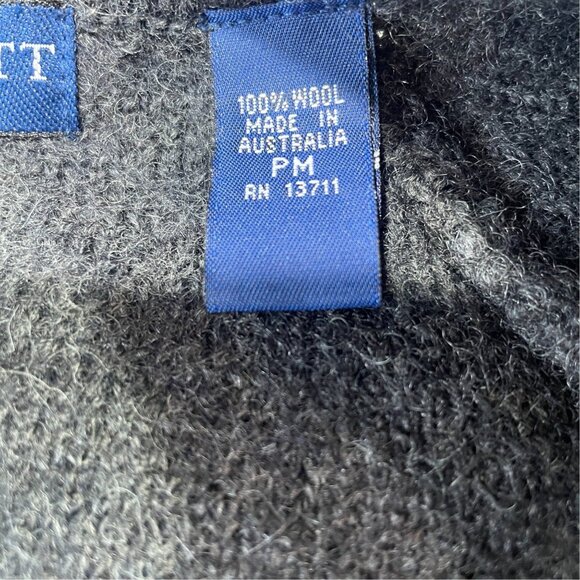 TT
100% WOOL
MADE IN
AUSTRALIA
PM
RN 13711